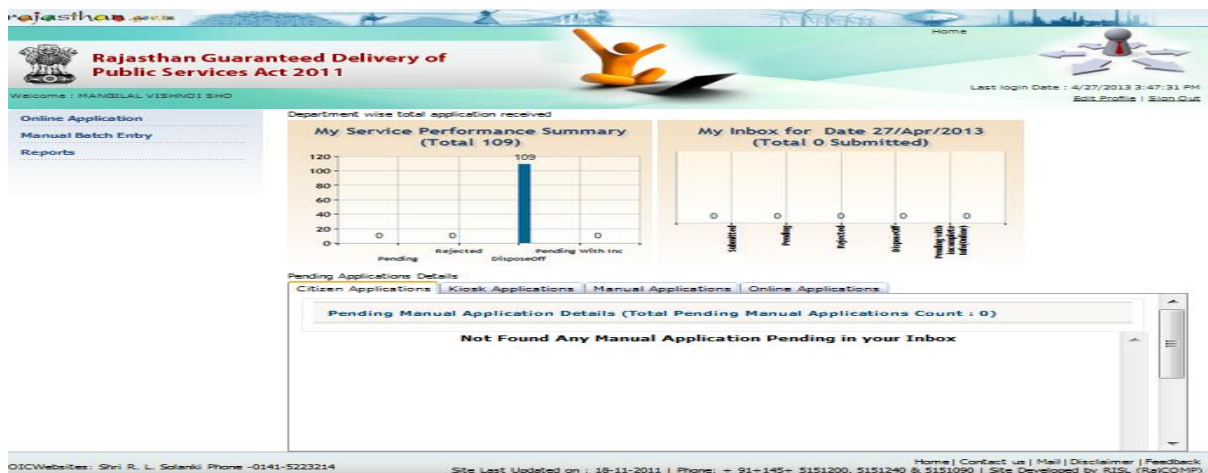 rajasthan.gov.in
Home
Rajasthan Guaranteed Delivery of
Public Services Act 2011
Welcome : MANGILAL VISHNOI SHO
Last login Date : 4/27/2013 3:47:31 PM
Edit Profile | Sign Out
Online Application
Manual Batch Entry
Reports
Department wise total application received
My Service Performance Summary
(Total 109)
120
100
80
60
40
20
0
0
0
109
0
Pending
Rejected
DisposeOff
Pending with Inc
My Inbox for Date 27/Apr/2013
(Total 0 Submitted)
0
0
0
0
0
Submitted
Pending
Rejected
DisposeOff
Pending with
incomplete
Info(Online)
Pending Applications Details
Citizen Applications
Kiosk Applications
Manual Applications
Online Applications
Pending Manual Application Details (Total Pending Manual Applications Count : 0)
Not Found Any Manual Application Pending in your Inbox
OICWebsites: Shri R. L. Solanki Phone -0141-5223214
Home | Contact us | Mail | Disclaimer | Feedback
Site Last Updated on : 18-11-2011 | Phone: + 91+145+ 5151200, 5151240 & 5151090 | Site Developed by RISL (RajCOMP)